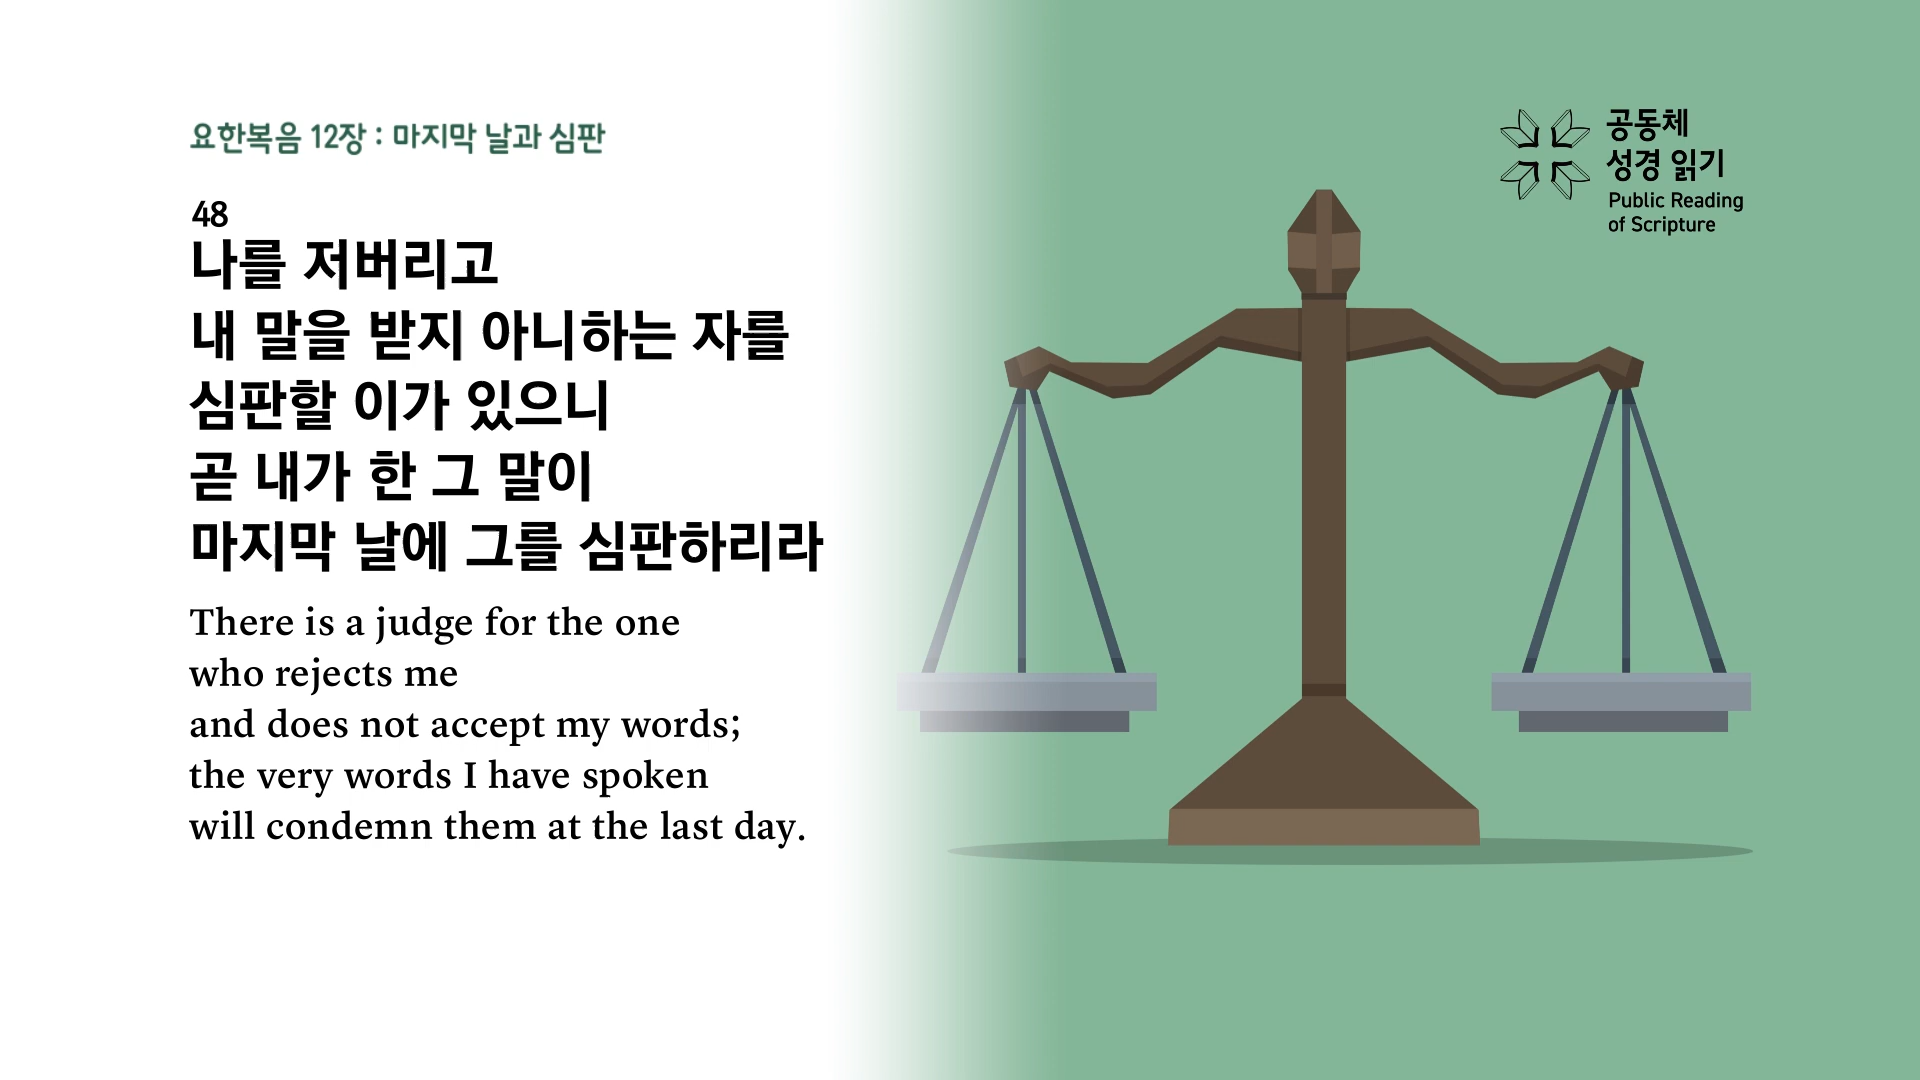 요한복음 12장 : 마지막 날과 심판
48
나를 저버리고
내 말을 받지 아니하는 자를
심판할 이가 있으니
곧 내가 한 그 말이
마지막 날에 그를 심판하리라
There is a judge for the one
who rejects me
and does not accept my words;
the very words I have spoken
will condemn them at the last day.
공동체
성경 읽기
Public Reading
of Scripture